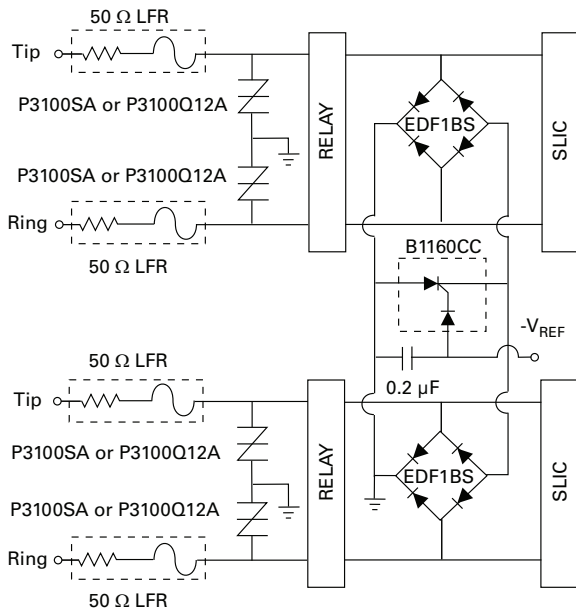 50 Ω LFR
Tip
P3100SA or P3100Q12A
P3100SA or P3100Q12A
Ring
50 Ω LFR
RELAY
EDF1BS
SLIC
B1160CC
-VREF
0.2 µF
50 Ω LFR
Tip
P3100SA or P3100Q12A
P3100SA or P3100Q12A
Ring
50 Ω LFR
RELAY
EDF1BS
SLIC